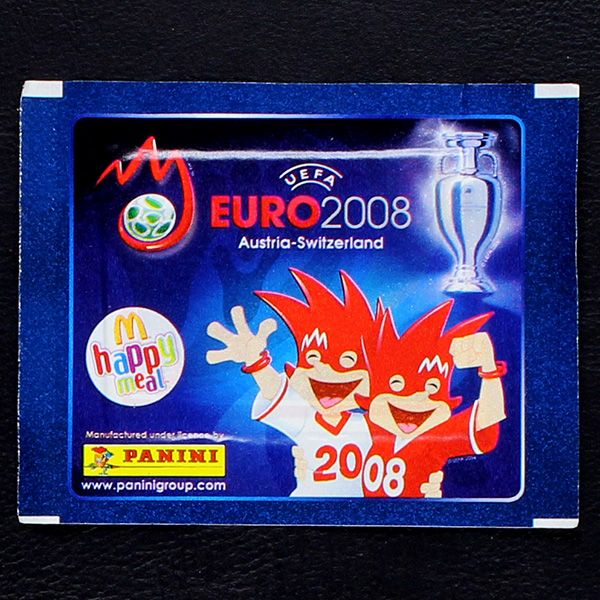 UEFA
EURO2008
Austria-Switzerland
happy
meal
Manufactured under licence by
PANINI
www.paninigroup.com
2008